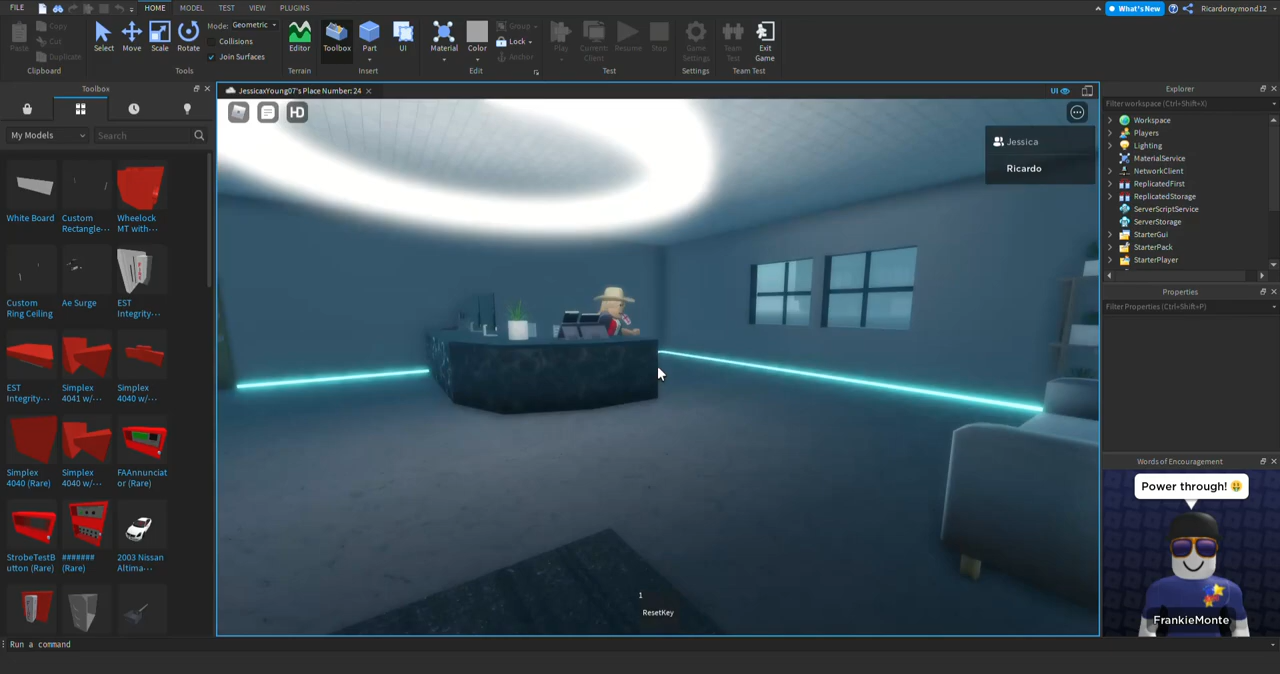 FILE HOME MODEL TEST VIEW PLUGINS What's New Ricardoraymond12
Paste Copy Cut Duplicate Clipboard
Select Move Scale Rotate Mode: Geometric Collisions Join Surfaces Tools
Editor Terrain
Toolbox Part UI Insert
Material Color Group Lock Anchor Edit
Play Current Client Resume Stop Test
Game Settings Settings
Team Test Exit Game Team Test
Toolbox
My Models Search
White Board
Custom Rectangle-···
Wheelock MT with-···
Custom Ring Ceiling
Ae Surge
EST Integrity-···
EST Integrity-···
Simplex 4041 w/-···
Simplex 4040 w/···
Simplex 4040 (Rare)
Simplex 4040 w/···
FAAnnunciator (Rare)
StrobeTestButton (Rare)
####### (Rare)
2003 Nissan Altima-···
JessicaxYoung07's Place Number: 24 UI
HD
Jessica
Ricardo
1
ResetKey
Explorer
Filter workspace (Ctrl+Shift+X)
Workspace
Players
Lighting
MaterialService
NetworkClient
ReplicatedFirst
ReplicatedStorage
ServerScriptService
ServerStorage
StarterGui
StarterPack
StarterPlayer
Properties
Filter Properties (Ctrl+Shift+P)
Words of Encouragement
Power through! 😃
FrankieMonte
Run a command